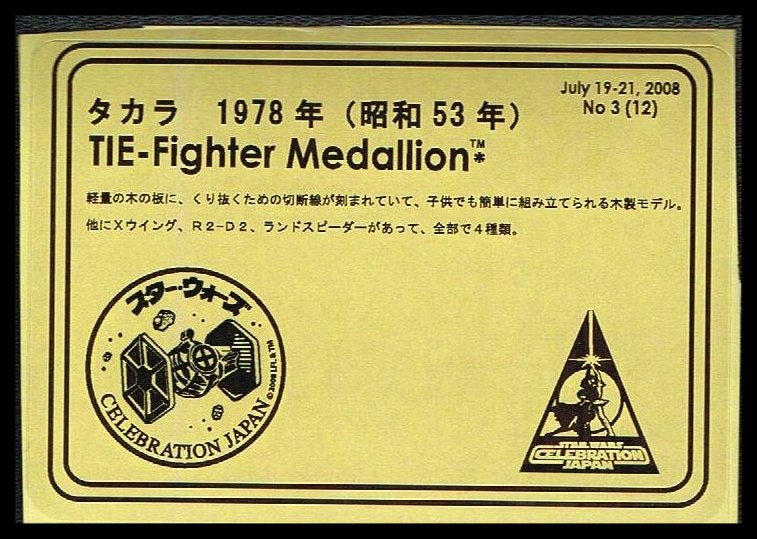 July 19-21, 2008
No 3 (12)
タカラ 1978年（昭和53年）
TIE-Fighter Medallion™*
軽量の木の板に、くり抜くための切断線が刻まれていて、子供でも簡単に組み立てられる木製モデル。
他にXウイング、R2-D2、ランドスピーダーがあって、全部で4種類。
スター・ウォーズ
©2008 LFL & TM
CELEBRATION JAPAN
STAR WARS
CELEBRATION
JAPAN